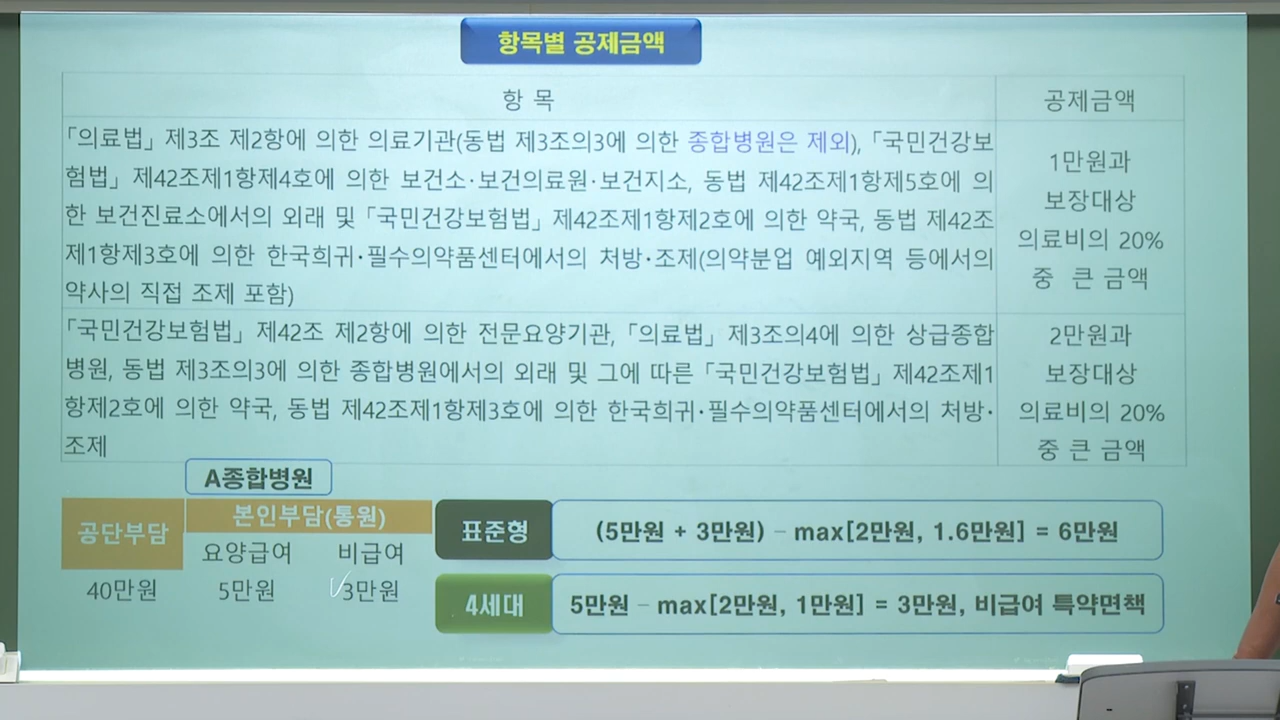 항목별 공제금액
항 목
공제금액
「의료법」 제3조 제2항에 의한 의료기관(동법 제3조의3에 의한 종합병원은 제외), 「국민건강보
험법」 제42조제1항제4호에 의한 보건소·보건의료원·보건지소, 동법 제42조제1항제5호에 의
한 보건진료소에서의 외래 및 「국민건강보험법」 제42조제1항제2호에 의한 약국, 동법 제42조
제1항제3호에 의한 한국희귀·필수의약품센터에서의 처방·조제(의약분업 예외지역 등에서의
약사의 직접 조제 포함)
1만원과
보장대상
의료비의 20%
중 큰 금액
「국민건강보험법」 제42조 제2항에 의한 전문요양기관, 「의료법」 제3조의4에 의한 상급종합
병원, 동법 제3조의3에 의한 종합병원에서의 외래 및 그에 따른 「국민건강보험법」 제42조제1
항제2호에 의한 약국, 동법 제42조제1항제3호에 의한 한국희귀·필수의약품센터에서의 처방·
조제
2만원과
보장대상
의료비의 20%
중 큰 금액
A종합병원
공단부담
본인부담(통원)
요양급여 비급여
40만원 5만원 3만원
표준형
(5만원 + 3만원) - max[2만원, 1.6만원] = 6만원
4세대
5만원 - max[2만원, 1만원] = 3만원, 비급여 특약면책